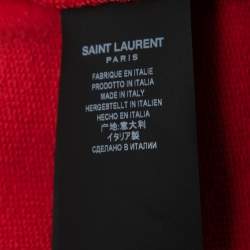 SAINT LAURENT
PARIS
FABRIQUE EN ITALIE
PRODOTTO IN ITALIA
MADE IN ITALY
HERGESTELLT IN ITALIEN
HECHO EN ITALIA
产地:意大利
イタリア製
СДЕЛАНО В ИТАЛИИ